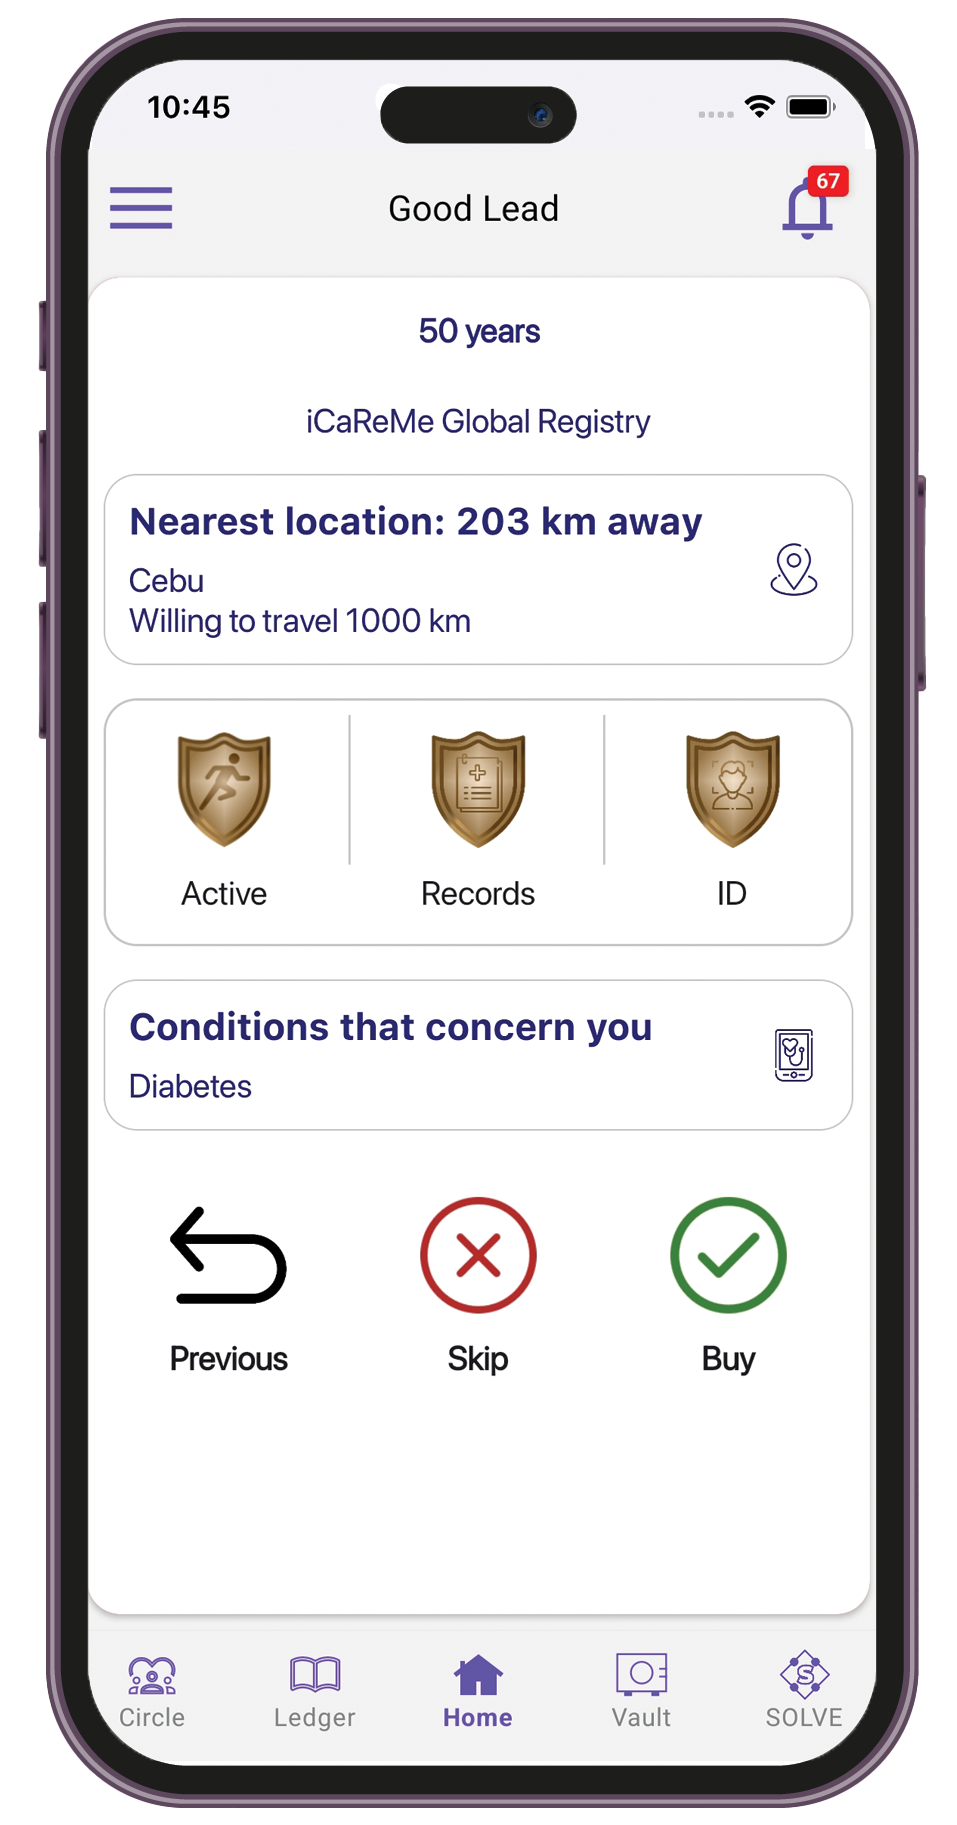 10:45
67
Good Lead
50 years
iCaReMe Global Registry
Nearest location: 203 km away
Cebu
Willing to travel 1000 km
Active
Records
ID
Conditions that concern you
Diabetes
Previous
Skip
Buy
Circle
Ledger
Home
Vault
S
SOLVE